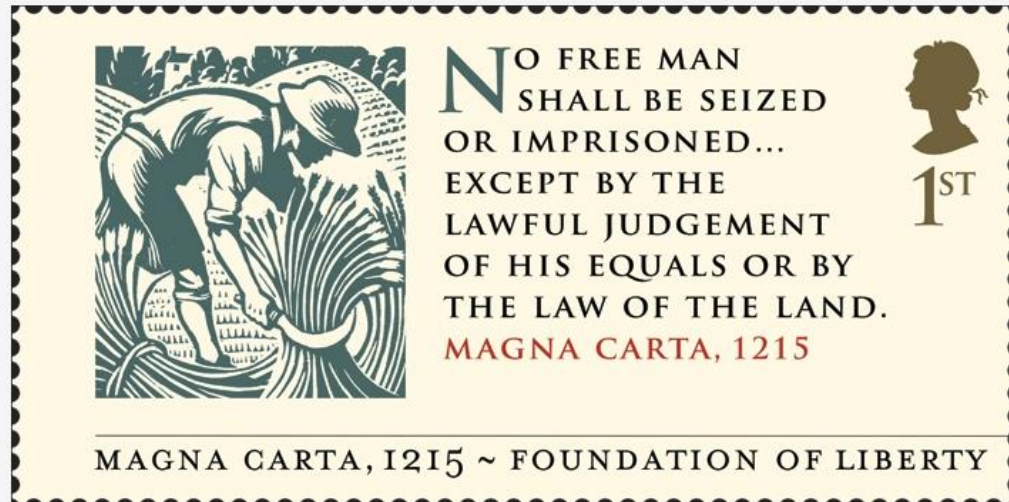 NO FREE MAN
SHALL BE SEIZED
OR IMPRISONED...
EXCEPT BY THE
LAWFUL JUDGEMENT
OF HIS EQUALS OR BY
THE LAW OF THE LAND.
MAGNA CARTA, 1215
1ST
MAGNA CARTA, 1215 ~ FOUNDATION OF LIBERTY